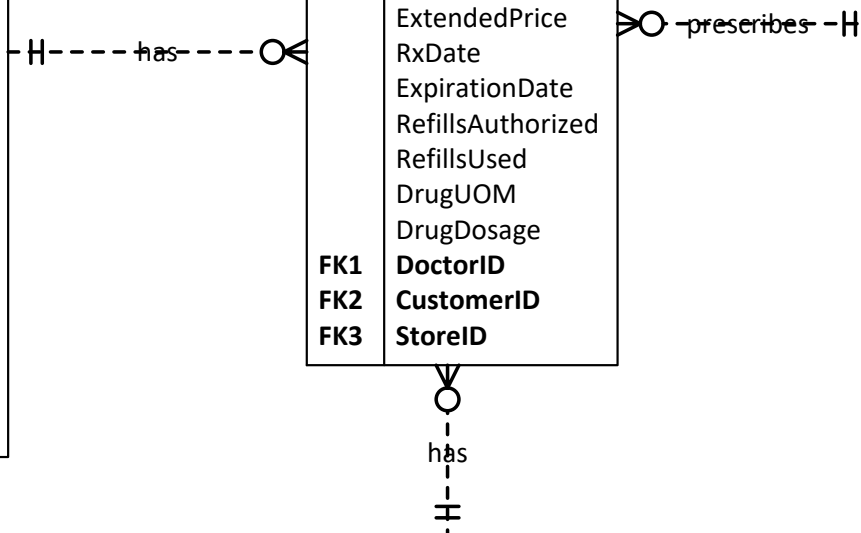 ExtendedPrice
prescribes
has
RxDate
ExpirationDate
RefillsAuthorized
RefillsUsed
DrugUOM
DrugDosage
FK1 DoctorID
FK2 CustomerID
FK3 StoreID
has